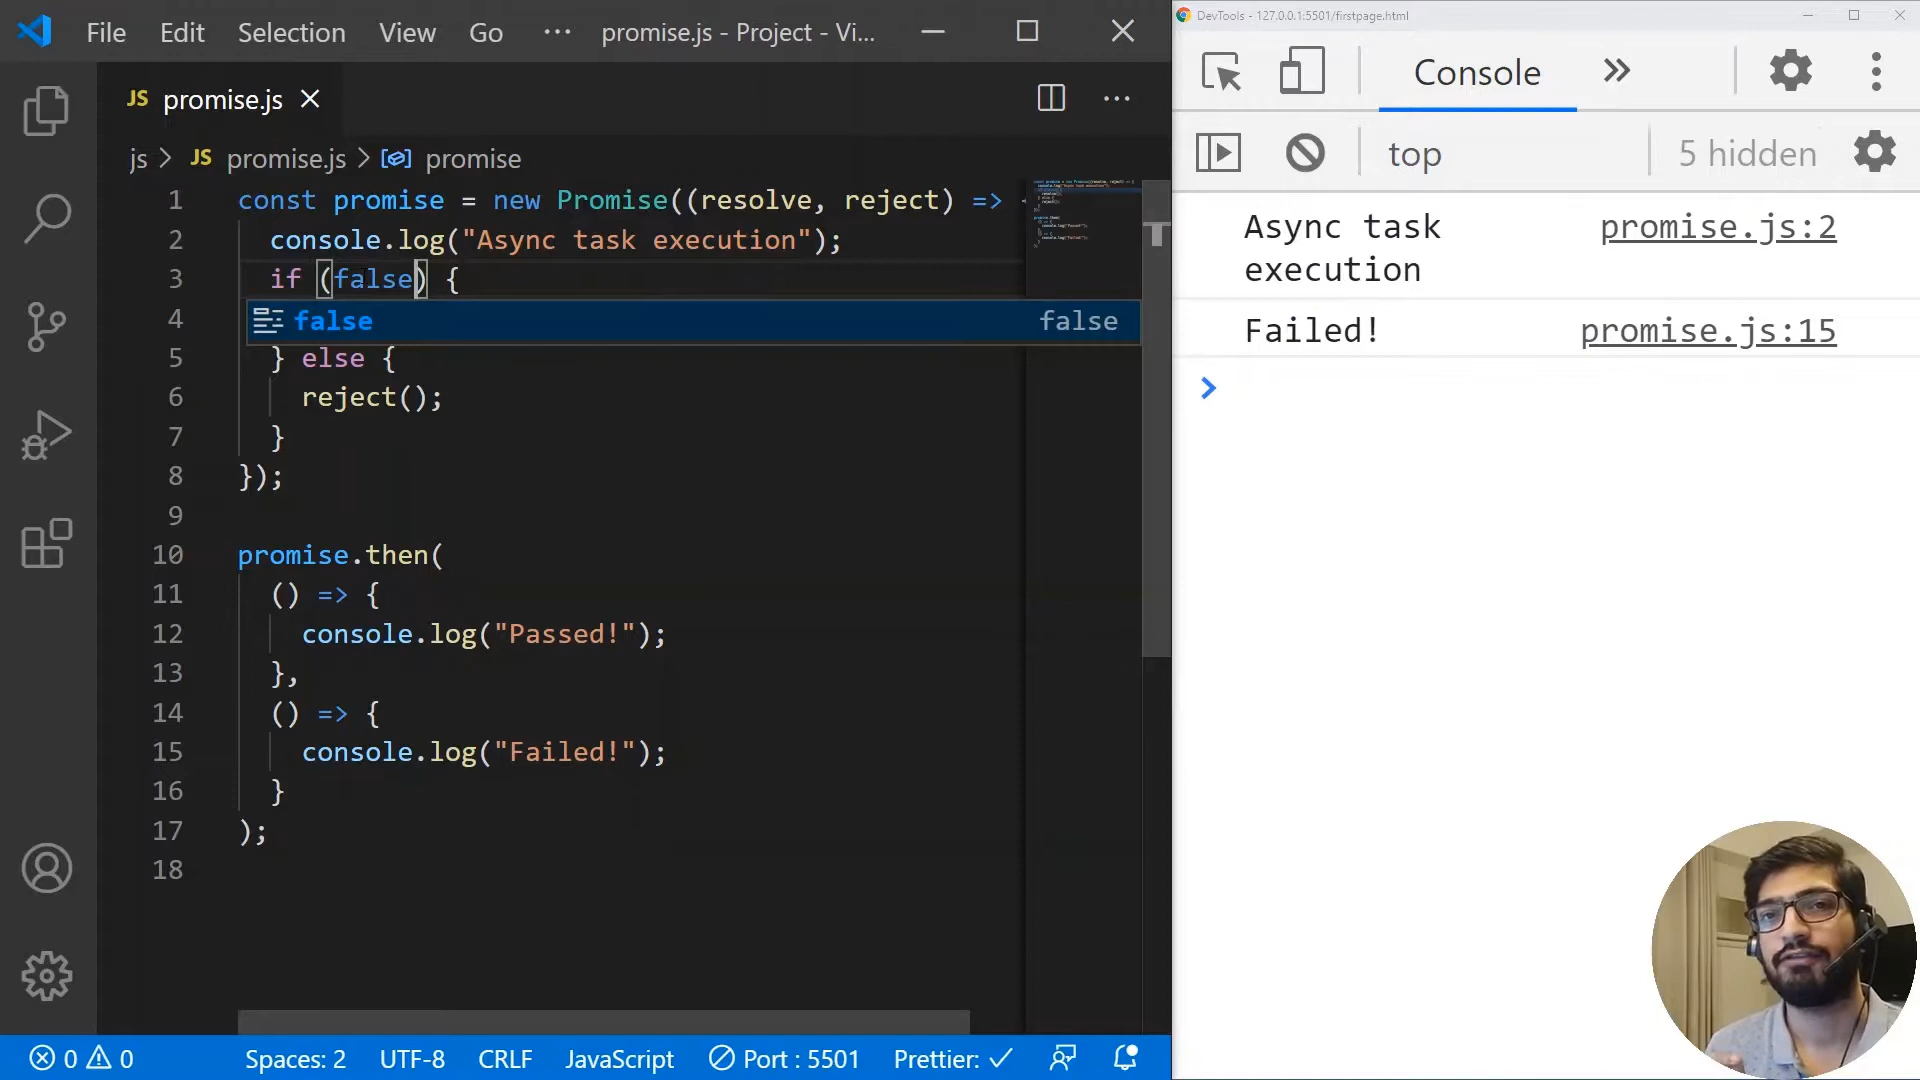 File Edit Selection View Go ··· promise.js - Project - Vi...
JS promise.js
js > JS promise.js > promise
1 const promise = new Promise((resolve, reject) =>
2 console.log("Async task execution");
3 if (false) {
4 false false
5 } else {
6 reject();
7 }
8 });
9
10 promise.then(
11 () => {
12 console.log("Passed!");
13 },
14 () => {
15 console.log("Failed!");
16 }
17 );
18
0 0 Spaces: 2 UTF-8 CRLF JavaScript Port : 5501 Prettier: ✓
DevTools - 127.0.0.1:5501/firstpage.html
Console
top 5 hidden
Async task promise.js:2
execution
Failed! promise.js:15